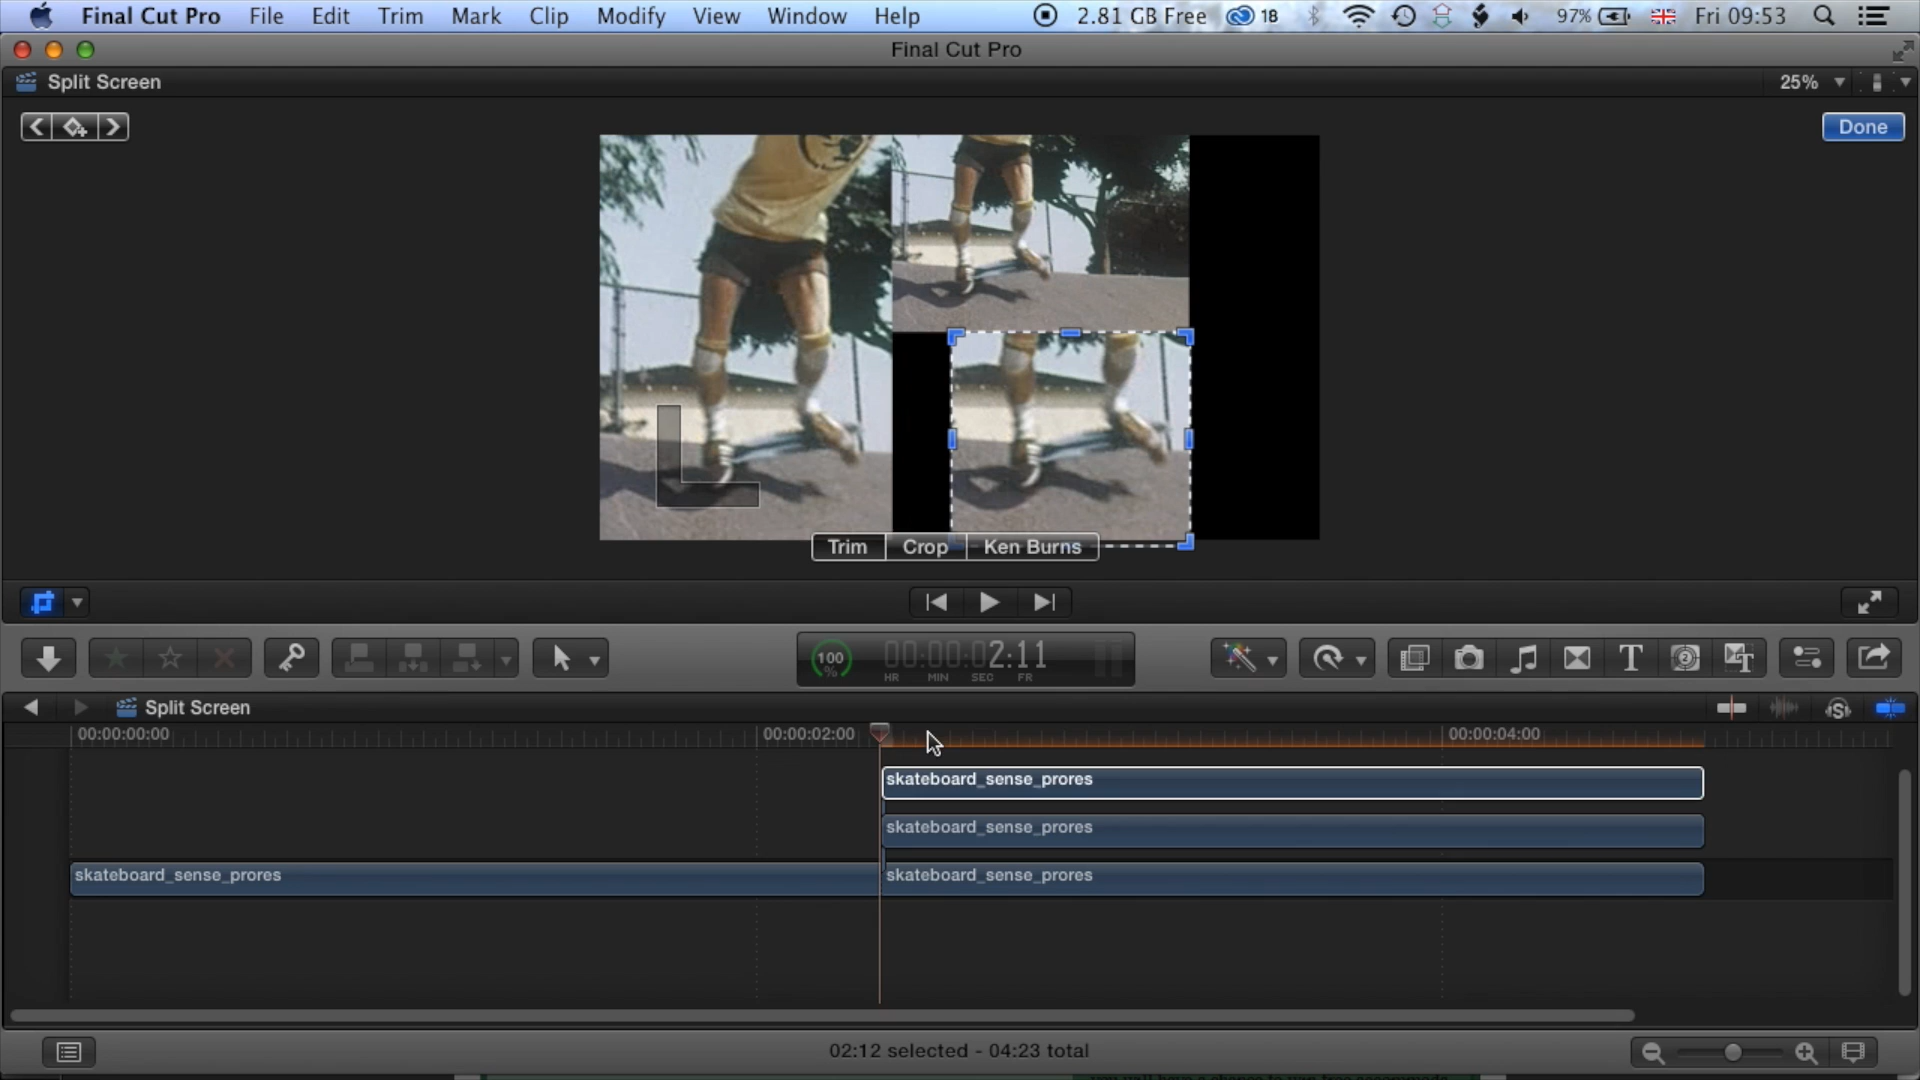 Final Cut Pro File Edit Trim Mark Clip Modify View Window Help 2.81 GB Free 18 97% Fri 09:53
Final Cut Pro
Split Screen 25%
Done
Trim Crop Ken Burns
100 % 00:00:02:11
HR MIN SEC FR
Split Screen
00:00:00:00 00:00:02:00 00:00:04:00
skateboard_sense_prores
skateboard_sense_prores
skateboard_sense_prores skateboard_sense_prores
02:12 selected - 04:23 total